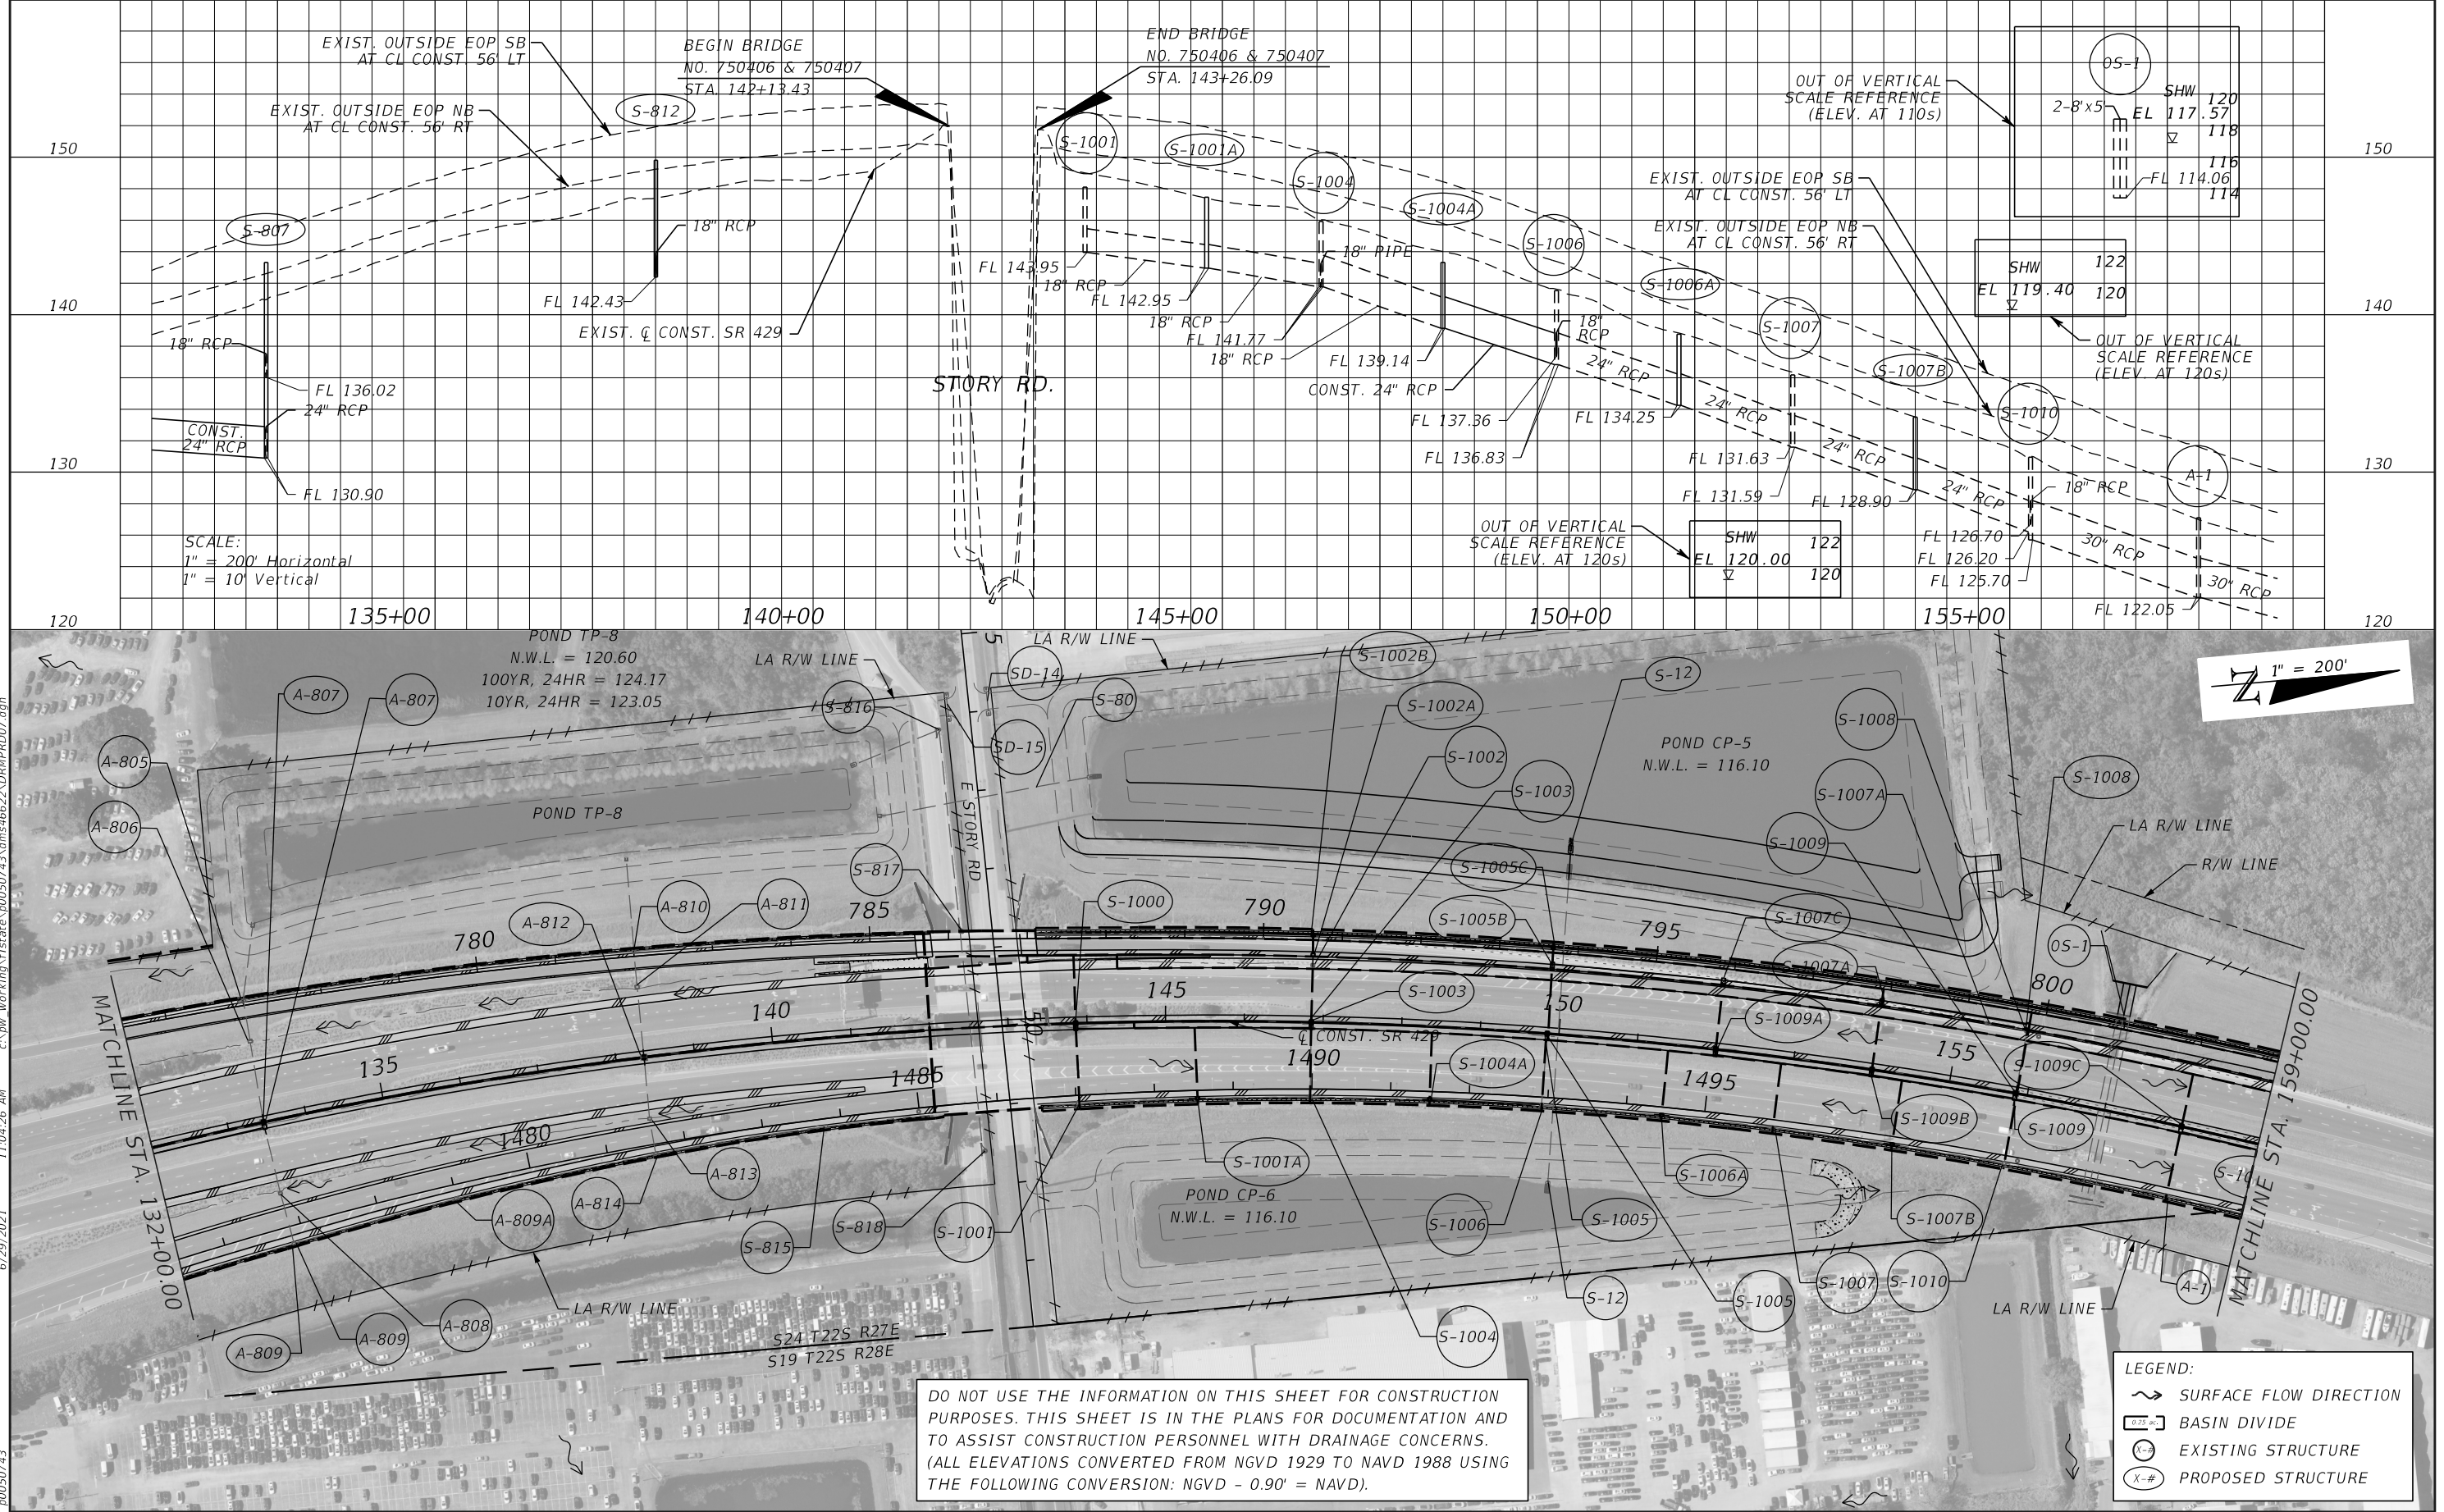 EXIST. OUTSIDE EOP SB
AT CL CONST. 56' LT
EXIST. OUTSIDE EOP NB
AT CL CONST. 56' RT
S-812
BEGIN BRIDGE
NO. 750406 & 750407
STA. 142+13.43
END BRIDGE
NO. 750406 & 750407
STA. 143+26.09
S-1001
S-1001A
S-1004
S-1004A
S-1006
S-1006A
S-1007
S-1007B
S-1010
A-1
OUT OF VERTICAL
SCALE REFERENCE
(ELEV. AT 110s)
OS-1
SHW
EL 117.57
2-8'x5'
120
118
116
114
FL 114.06
EXIST. OUTSIDE EOP SB
AT CL CONST. 56' LT
EXIST. OUTSIDE EOP NB
AT CL CONST. 56' RT
SHW
EL 119.40
122
120
OUT OF VERTICAL
SCALE REFERENCE
(ELEV. AT 120s)
150
140
130
120
150
140
130
120
S-807
18" RCP
FL 136.02
24" RCP
CONST.
24" RCP
FL 130.90
18" RCP
FL 142.43
EXIST. ℄ CONST. SR 429
STORY RD.
FL 143.95
18" RCP
FL 142.95
18" RCP
FL 141.77
18" RCP
18" PIPE
FL 139.14
CONST. 24" RCP
18"
RCP
24" RCP
FL 137.36
FL 136.83
FL 134.25
24" RCP
FL 131.63
FL 131.59
24" RCP
FL 128.90
24" RCP
18" RCP
FL 126.70
FL 126.20
FL 125.70
30" RCP
30" RCP
FL 122.05
OUT OF VERTICAL
SCALE REFERENCE
(ELEV. AT 120s)
SHW
EL 120.00
122
120
SCALE:
1" = 200' Horizontal
1" = 10' Vertical
135+00
140+00
145+00
150+00
155+00
POND TP-8
N.W.L. = 120.60
100YR, 24HR = 124.17
10YR, 24HR = 123.05
LA R/W LINE
LA R/W LINE
5
SD-14
S-80
SD-15
S-816
A-807
A-807
A-805
A-806
POND TP-8
E STORY RD
S-1002B
S-1002A
S-1002
S-1003
S-12
POND CP-5
N.W.L. = 116.10
S-1008
S-1007A
S-1009
S-1008
LA R/W LINE
R/W LINE
1" = 200'
S-817
A-812
A-810
A-811
S-1000
S-1005C
S-1005B
S-1007C
S-1007A
OS-1
780
785
790
795
800
S-1003
S-1009A
S-1009C
135
140
145
150
155
50
℄ CONST. SR 429
1480
1485
1490
1495
S-1004A
S-1009B
S-1009
S-10
MATCHLINE STA. 132+00.00
MATCHLINE STA. 159+00.00
A-813
A-814
A-809A
S-815
S-818
S-1001
S-1001A
POND CP-6
N.W.L. = 116.10
S-1006
S-1005
S-1006A
S-1007B
S-1007
S-1010
A-1
S-12
S-1005
S-1004
LA R/W LINE
LA R/W LINE
A-809
A-809
A-808
S24 T22S R27E
S19 T22S R28E
DO NOT USE THE INFORMATION ON THIS SHEET FOR CONSTRUCTION
PURPOSES. THIS SHEET IS IN THE PLANS FOR DOCUMENTATION AND
TO ASSIST CONSTRUCTION PERSONNEL WITH DRAINAGE CONCERNS.
(ALL ELEVATIONS CONVERTED FROM NGVD 1929 TO NAVD 1988 USING
THE FOLLOWING CONVERSION: NGVD - 0.90' = NAVD).
LEGEND:
SURFACE FLOW DIRECTION
0.25 ac.
BASIN DIVIDE
X-#
EXISTING STRUCTURE
X-#
PROPOSED STRUCTURE
6/29/2021
11:04:26 AM